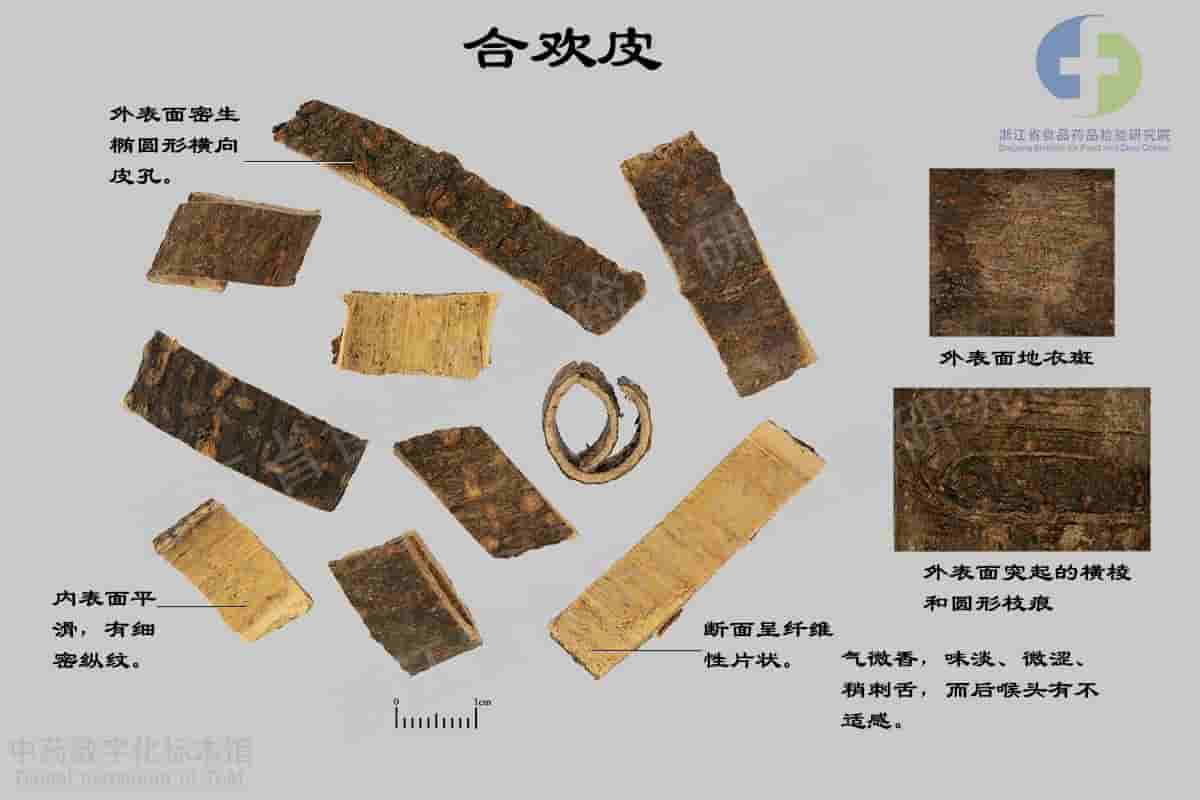 合欢皮
浙江省食品药品检验研究院
外表面密生
椭圆形横向
皮孔。
外表面地衣斑
外表面突起的横棱
和圆形枝痕
内表面平
滑，有细
密纵纹。
断面呈纤维
性片状。
气微香，味淡、微涩、
稍刺舌，而后喉头有不
适感。
0 1cm
中药数字化标本馆